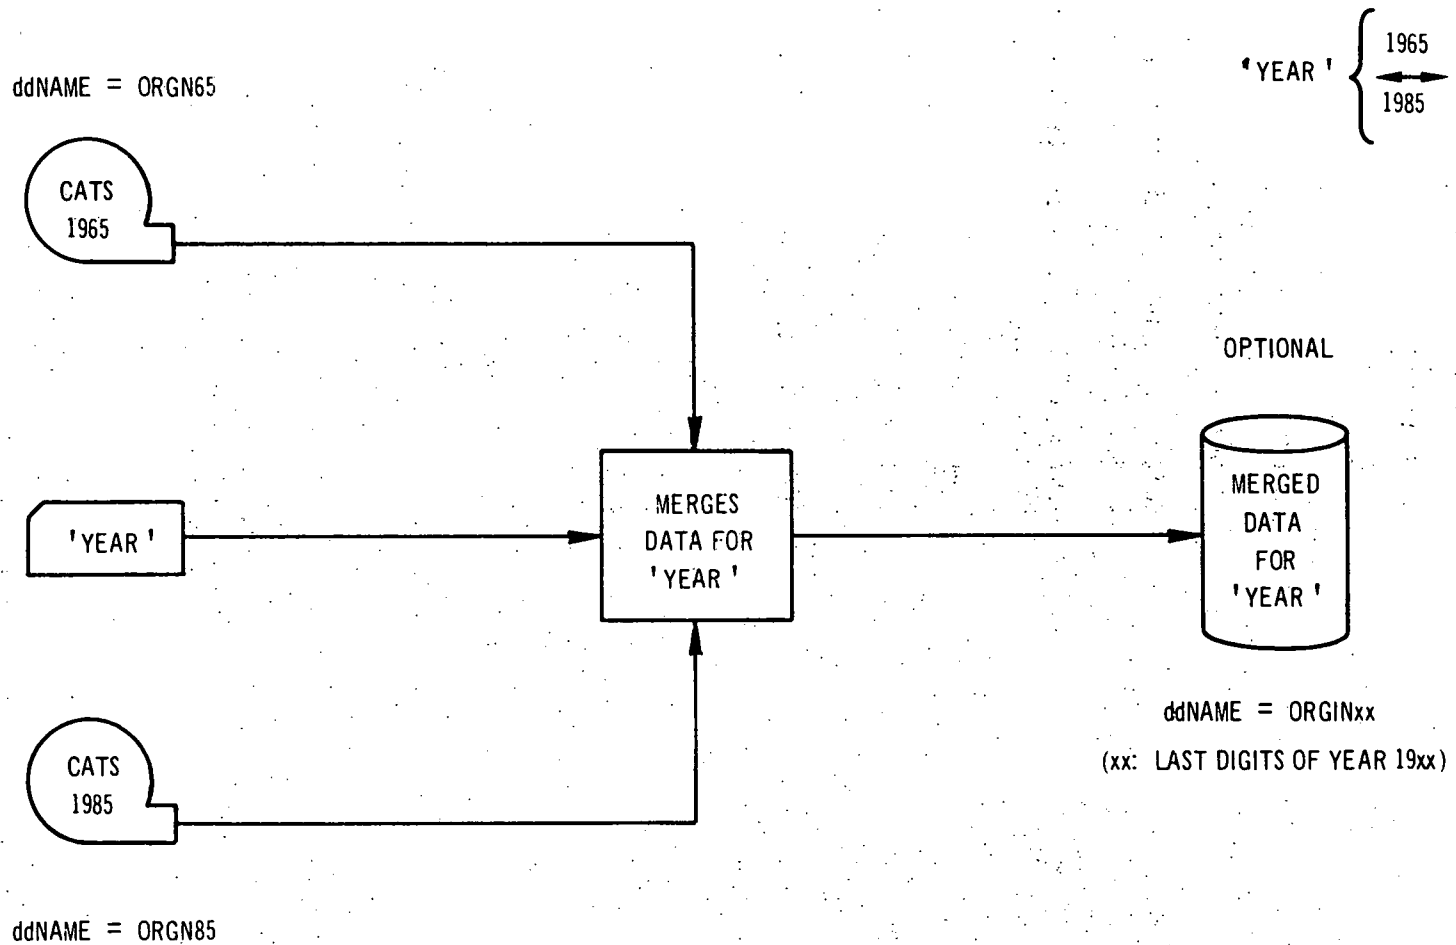 'YEAR'
1965
1985
ddNAME = ORGN65
CATS
1965
'YEAR'
MERGES
DATA FOR
'YEAR'
OPTIONAL
MERGED
DATA
FOR
'YEAR'
ddNAME = ORGINxx
(xx: LAST DIGITS OF YEAR 19xx)
CATS
1985
ddNAME = ORGN85